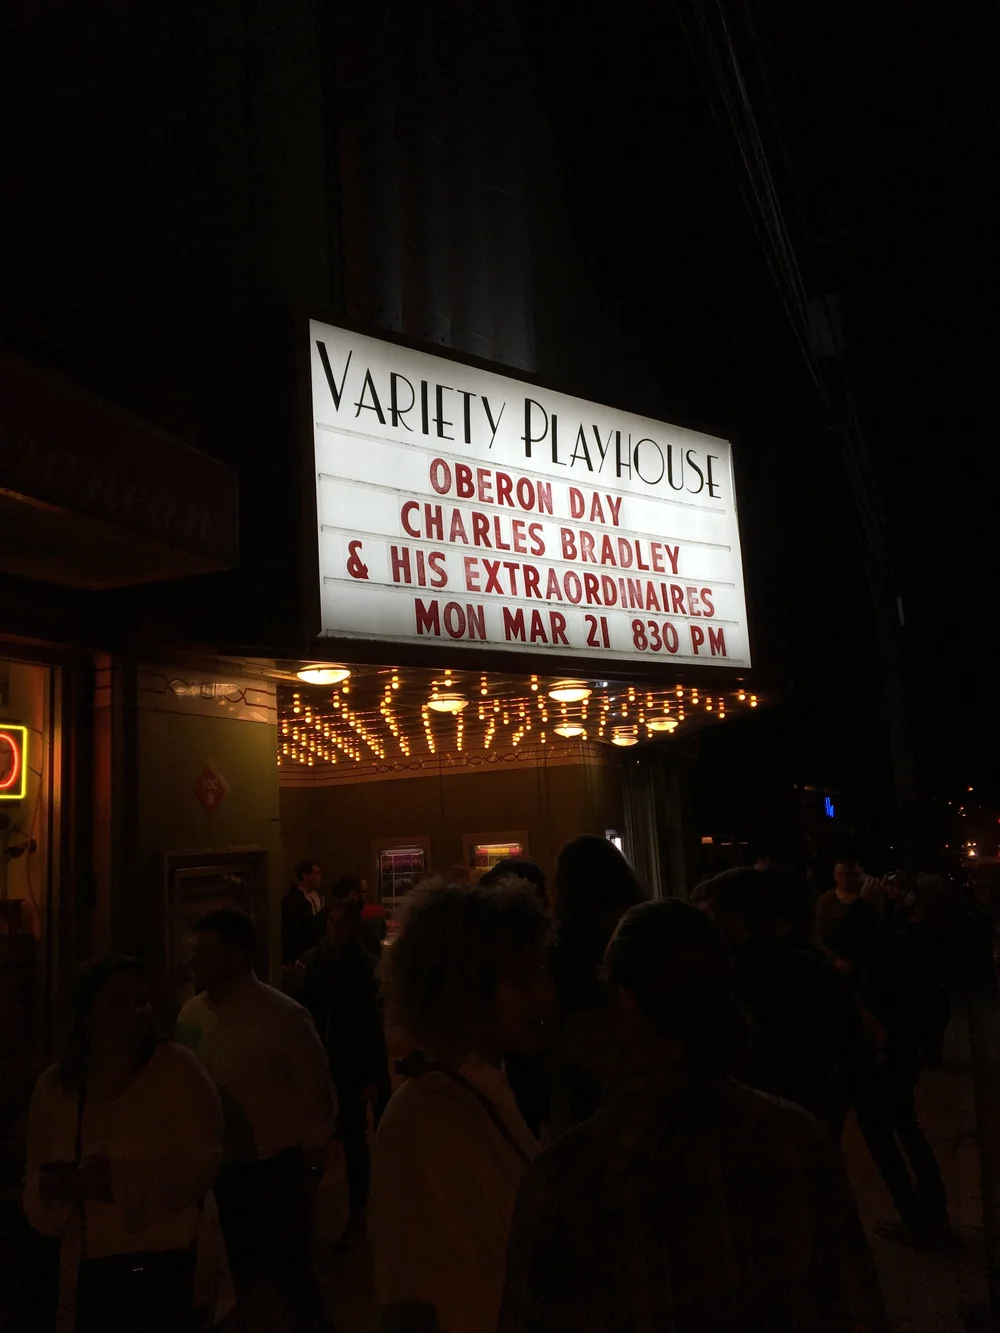 VARIETY PLAYHOUSE
OBERON DAY
CHARLES BRADLEY
& HIS EXTRAORDINAIRES
MON MAR 21 830 PM